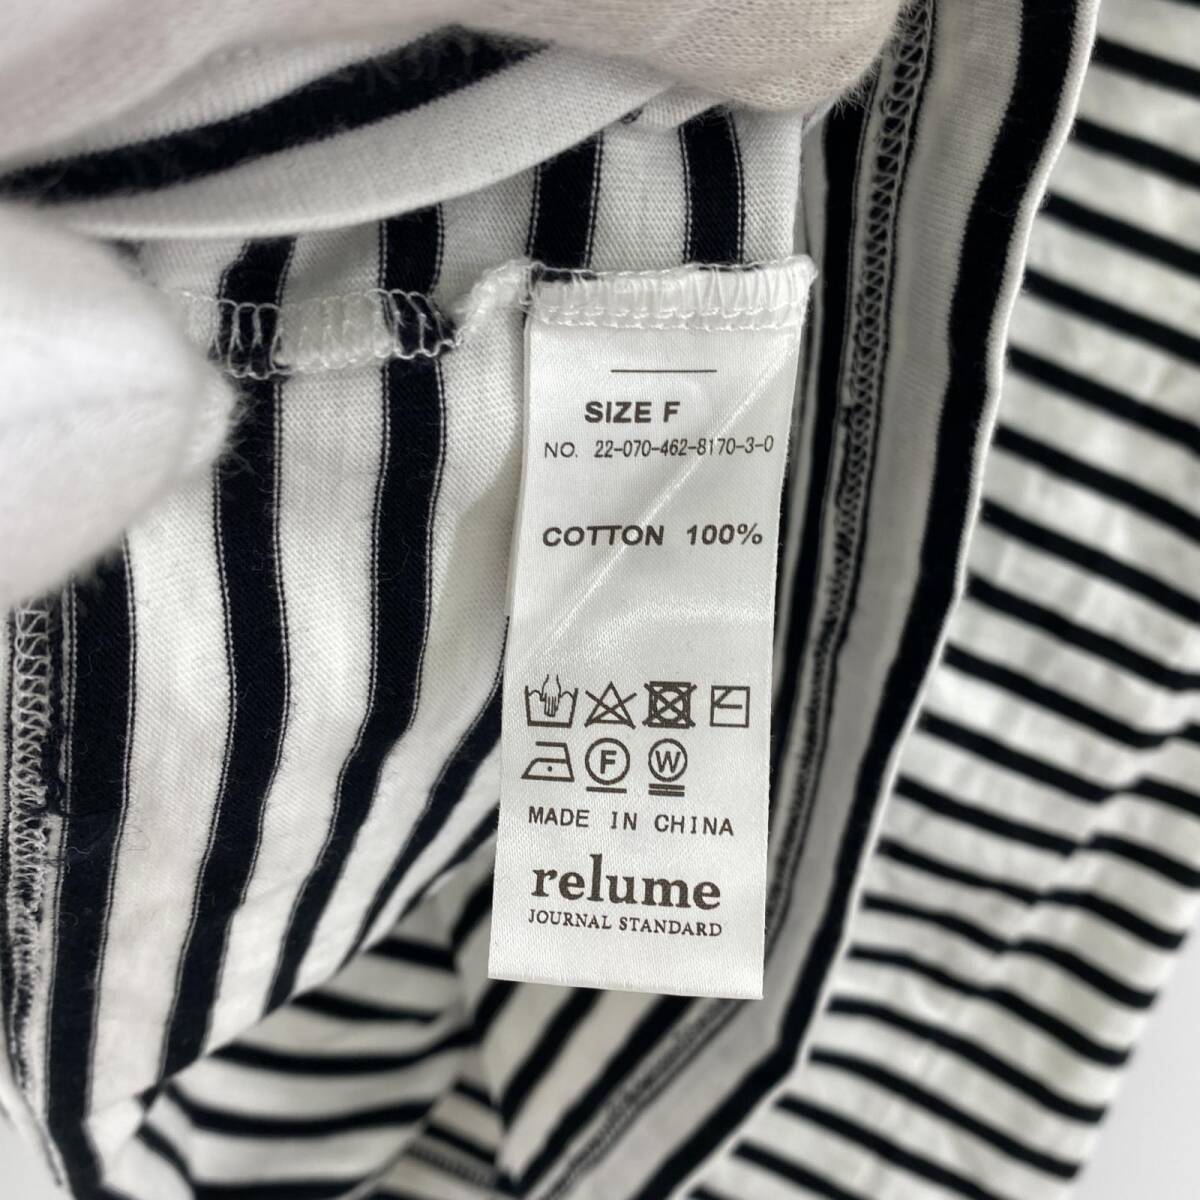 SIZE F
NO. 22-070-462-8170-3-0
COTTON 100%
F W
MADE IN CHINA
relume
JOURNAL STANDARD